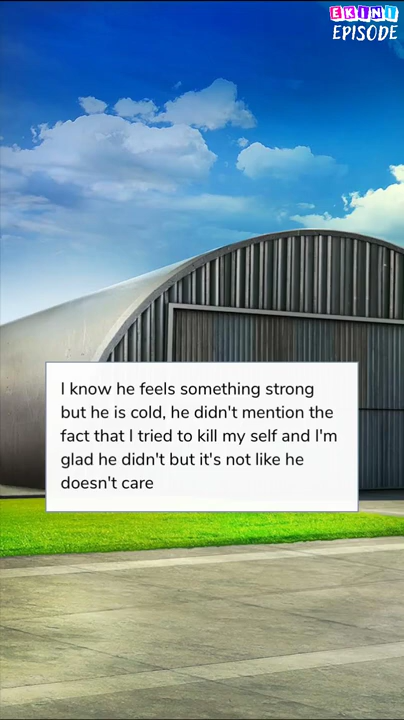 EKINI
EPISODE
I know he feels something strong
but he is cold, he didn't mention the
fact that I tried to kill my self and I'm
glad he didn't but it's not like he
doesn't care